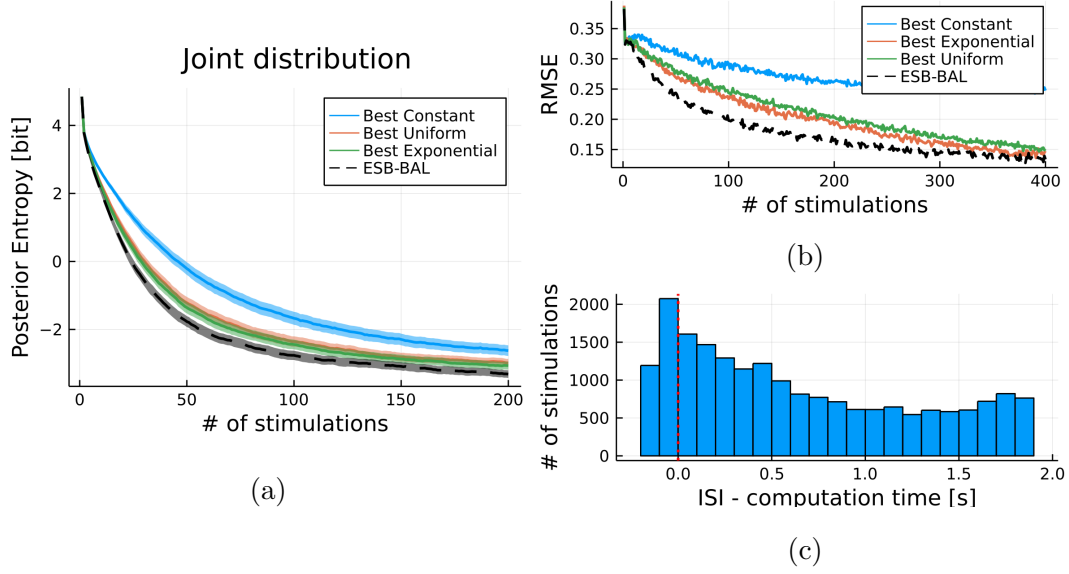 Joint distribution
Posterior Entropy [bit]
4
2
0
−2
0
50
100
150
200
# of stimulations
Best Constant
Best Uniform
Best Exponential
ESB-BAL
(a)
RMSE
0.35
0.30
0.25
0.20
0.15
0
100
200
300
400
# of stimulations
Best Constant
Best Exponential
Best Uniform
ESB-BAL
(b)
# of stimulations
2000
1500
1000
500
0
0.0
0.5
1.0
1.5
2.0
ISI - computation time [s]
(c)